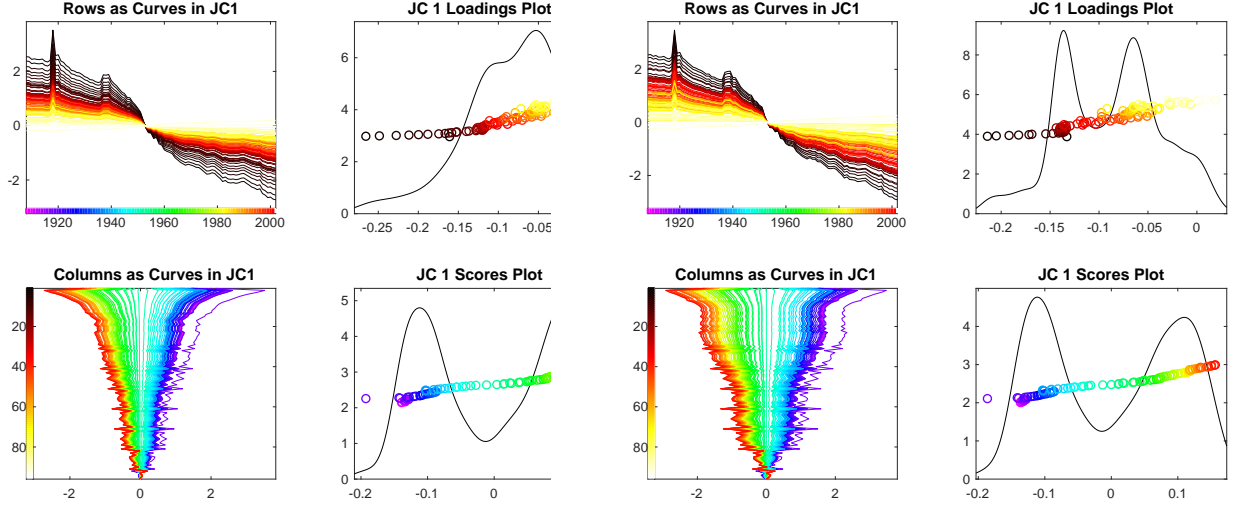 Rows as Curves in JC1
2
0
-2
1920 1940 1960 1980 2000
JC 1 Loadings Plot
6
4
2
0
-0.25 -0.2 -0.15 -0.1 -0.05
Rows as Curves in JC1
2
0
-2
1920 1940 1960 1980 2000
JC 1 Loadings Plot
8
6
4
2
0
-0.2 -0.15 -0.1 -0.05 0
Columns as Curves in JC1
20
40
60
80
-2 0 2
JC 1 Scores Plot
5
4
3
2
1
0
-0.2 -0.1 0
Columns as Curves in JC1
20
40
60
80
-2 0 2
JC 1 Scores Plot
4
3
2
1
0
-0.2 -0.1 0 0.1